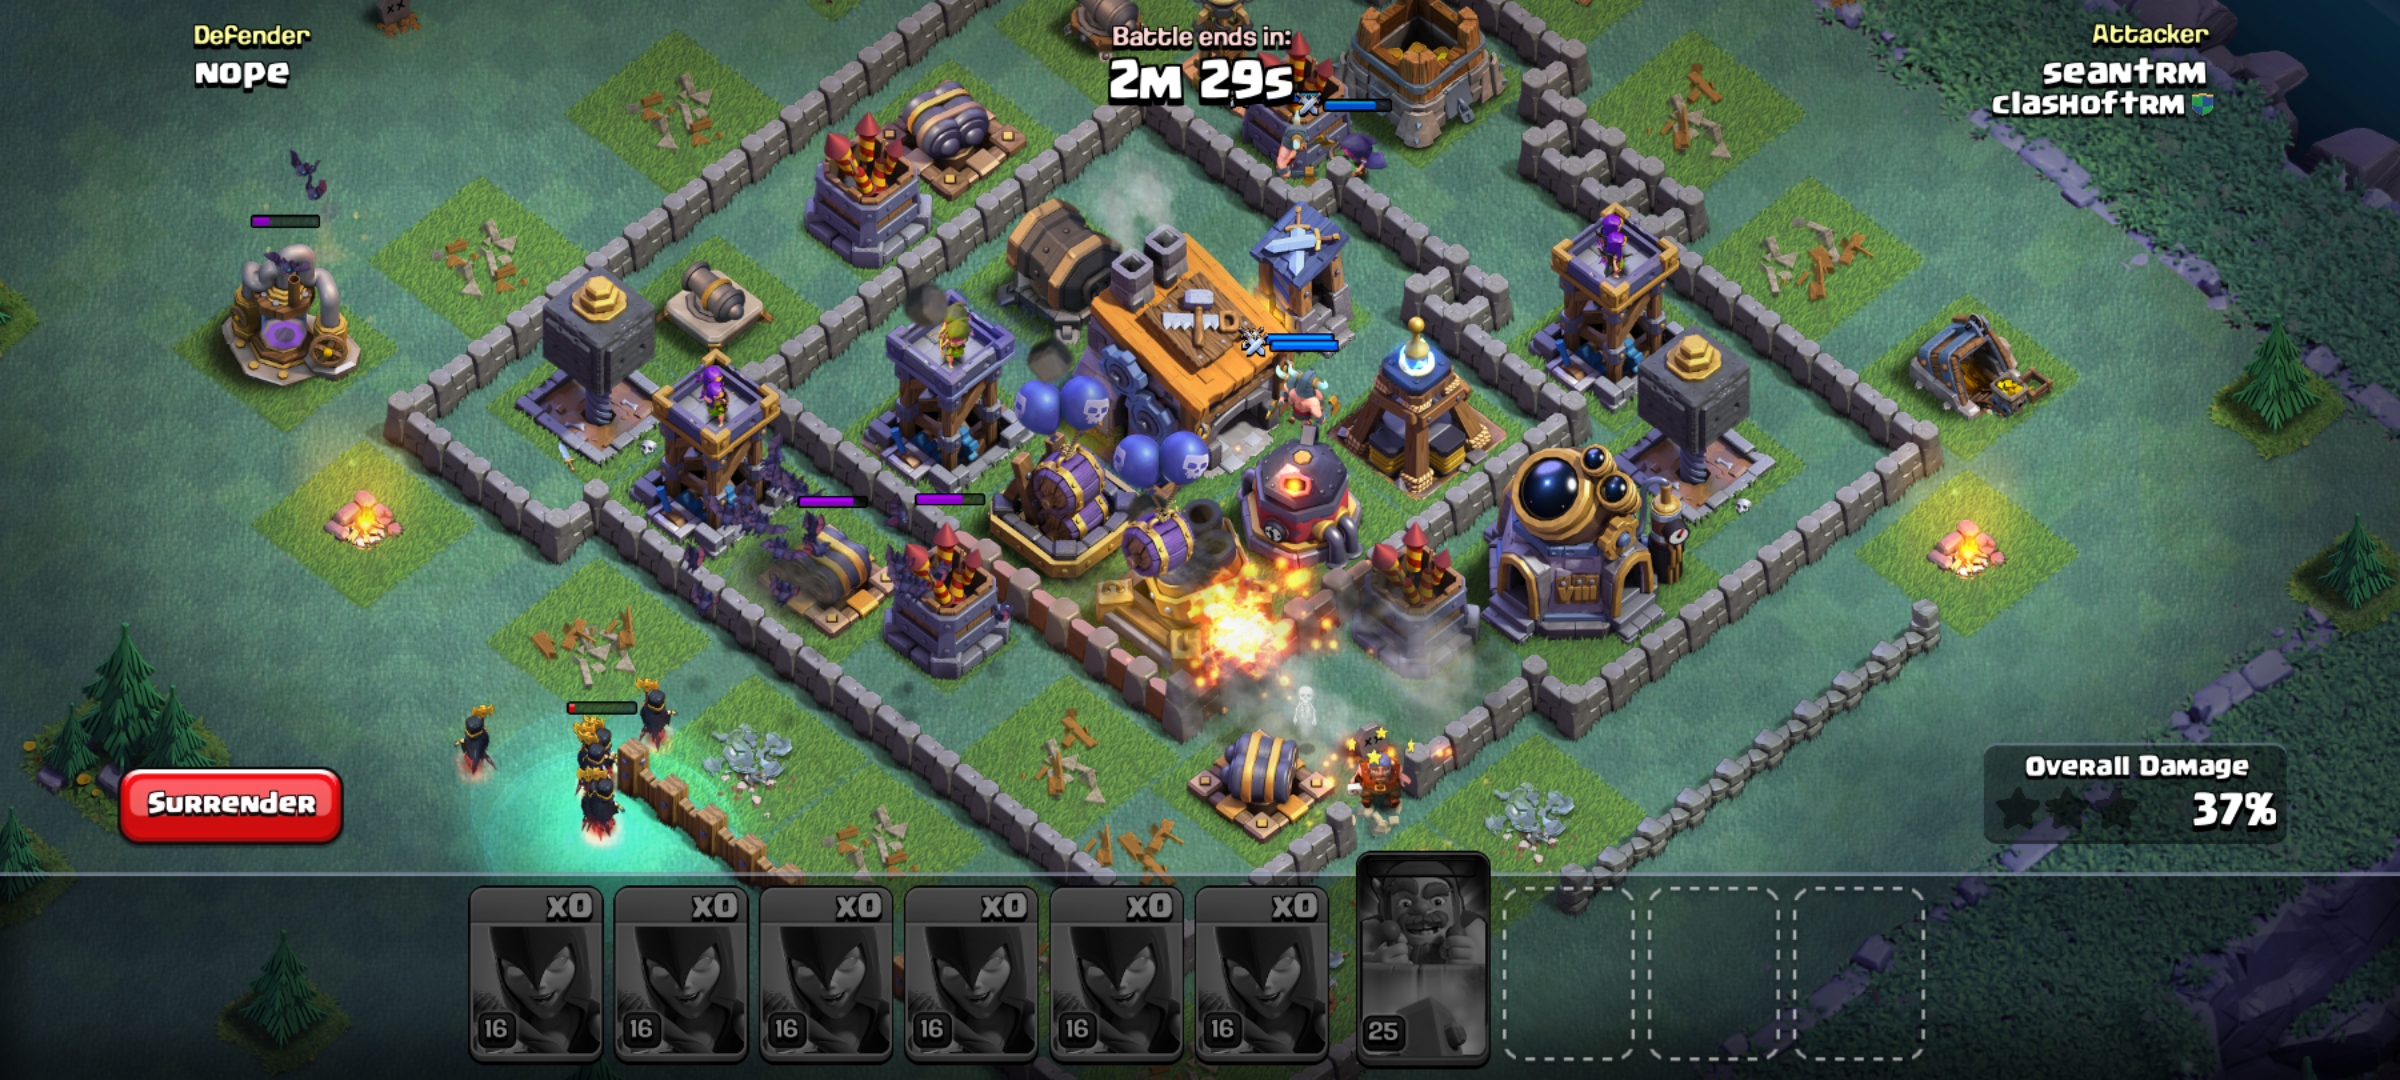 Defender
Nope
Battle ends in:
2M 29s
Attacker
seantRM
clashoftRM
VIII
Surrender
Overall Damage
37%
x0
x0
x0
x0
x0
x0
16
16
16
16
16
16
25